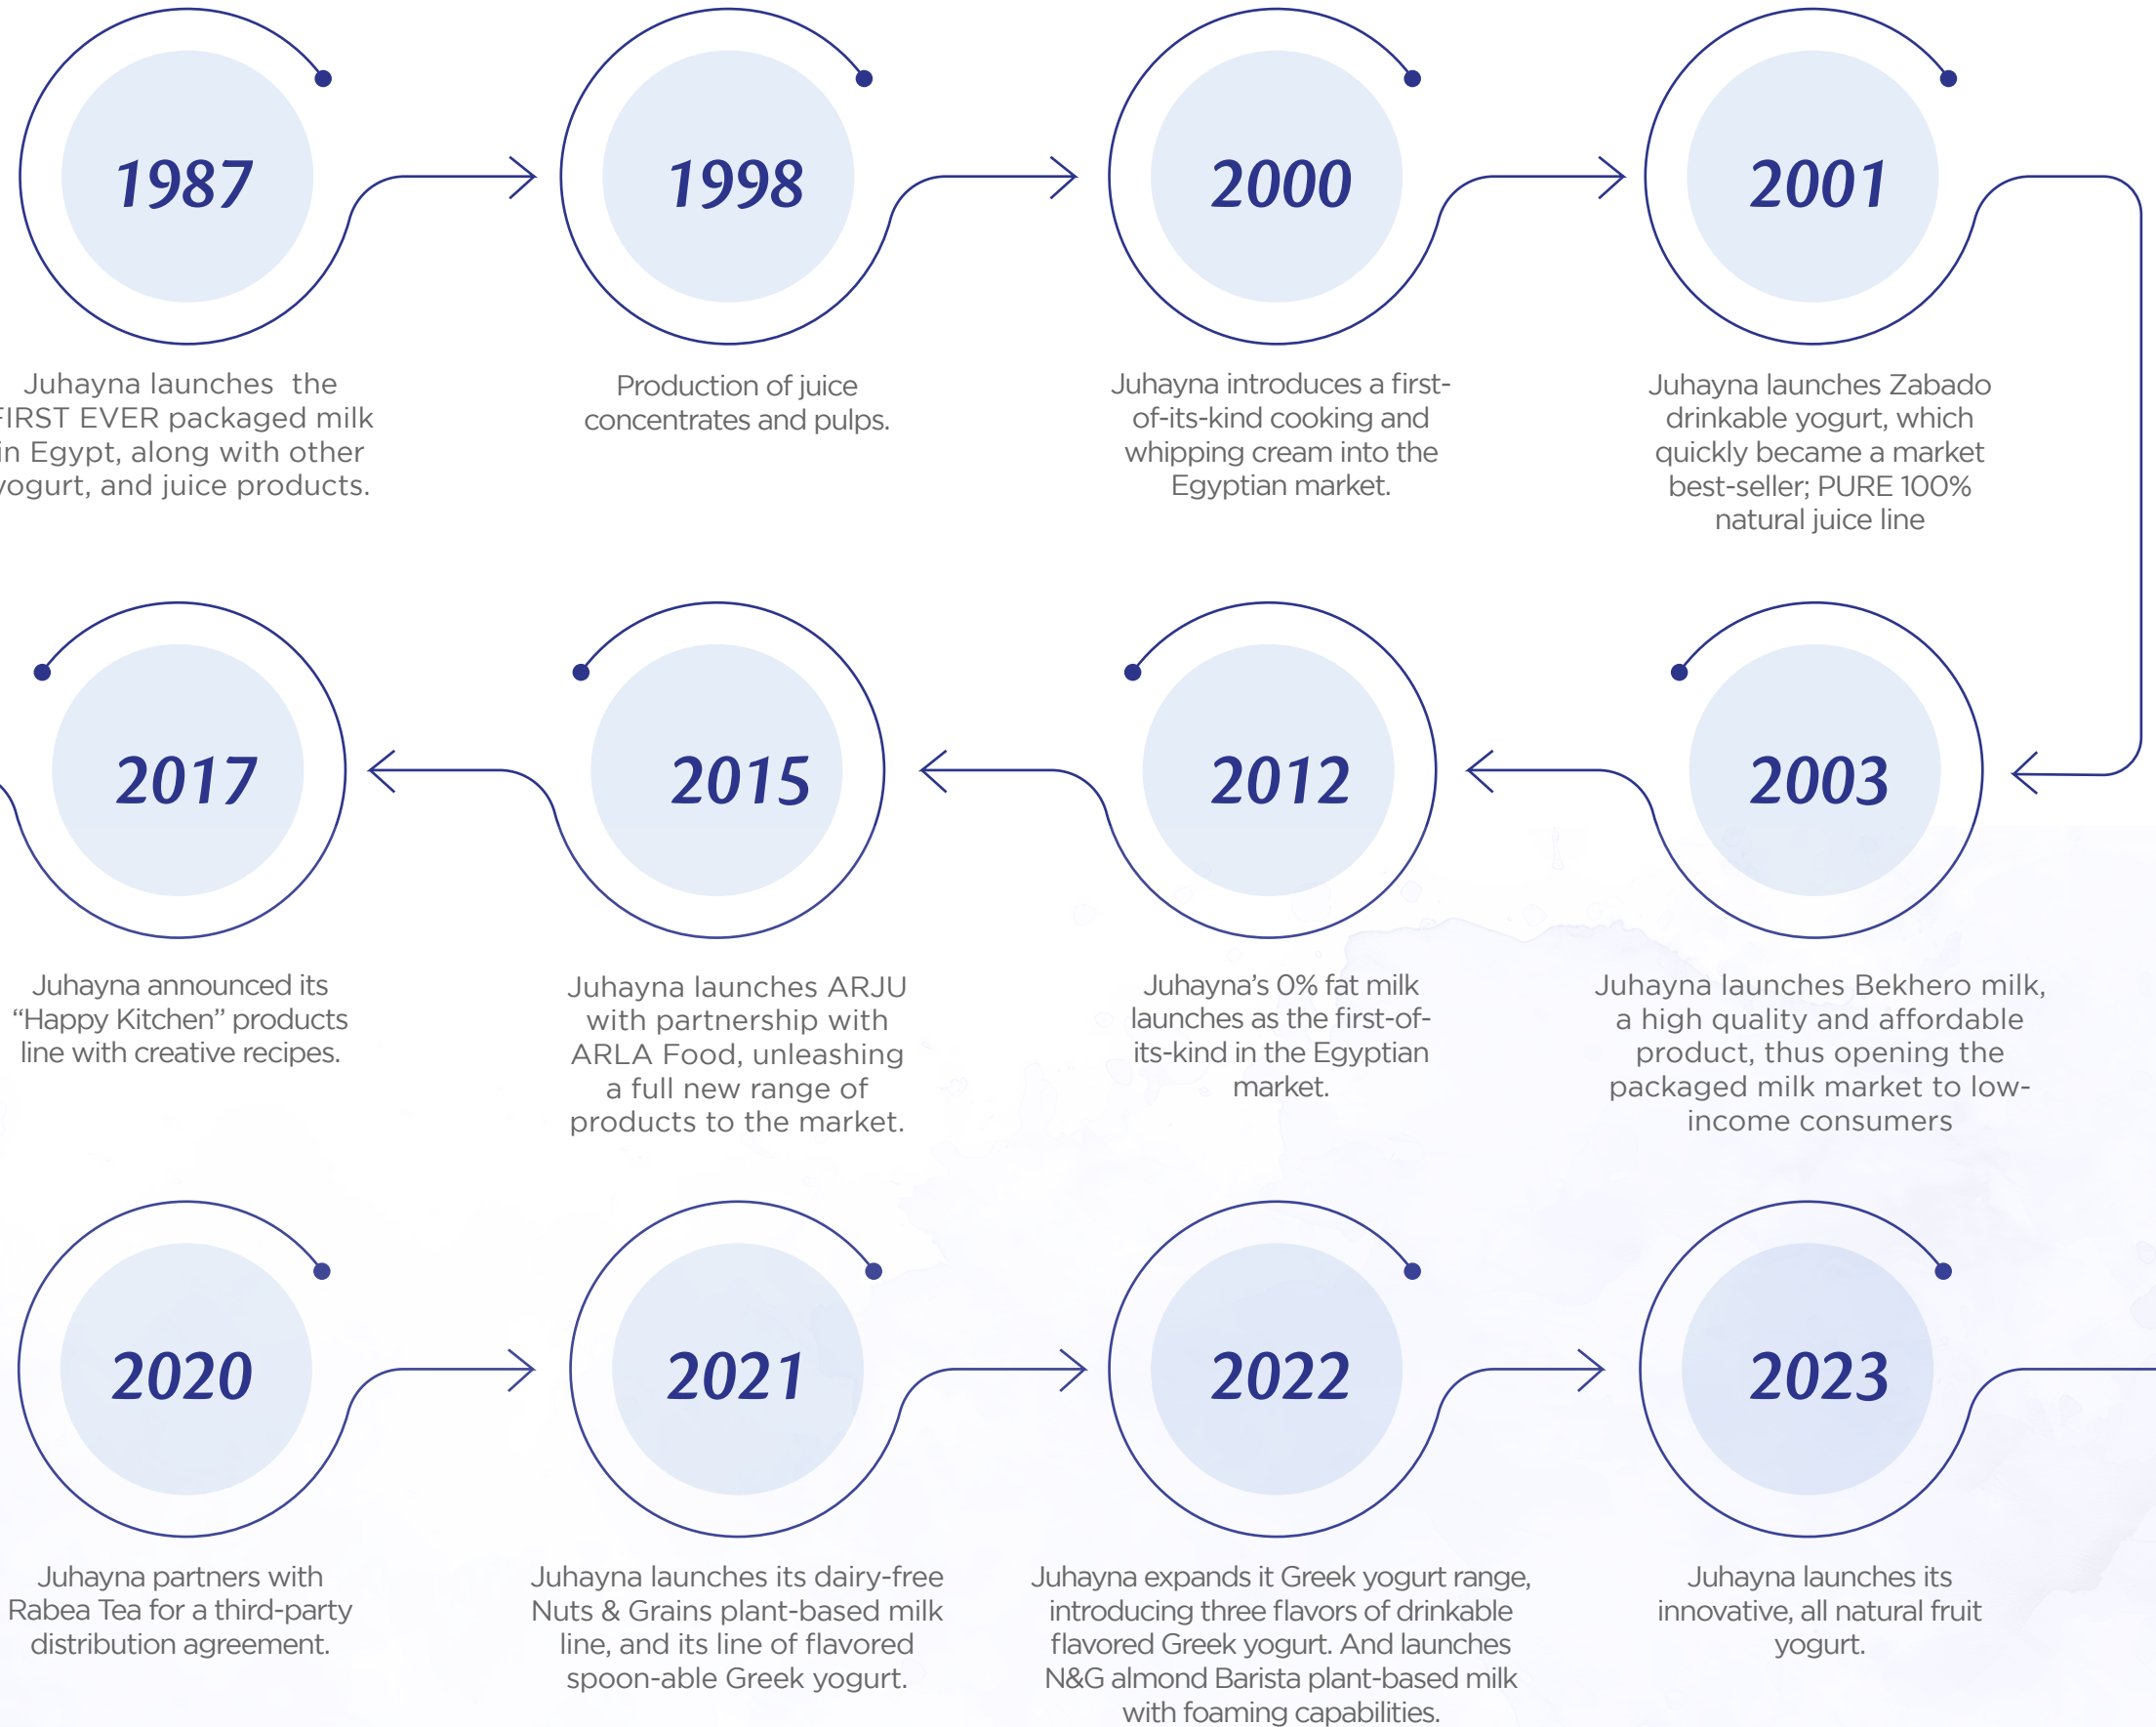 1987
Juhayna launches the
FIRST EVER packaged milk
in Egypt, along with other
yogurt, and juice products.
1998
Production of juice
concentrates and pulps.
2000
Juhayna introduces a first-
of-its-kind cooking and
whipping cream into the
Egyptian market.
2001
Juhayna launches Zabado
drinkable yogurt, which
quickly became a market
best-seller; PURE 100%
natural juice line
2003
Juhayna launches Bekhero milk,
a high quality and affordable
product, thus opening the
packaged milk market to low-
income consumers
2012
Juhayna’s 0% fat milk
launches as the first-of-
its-kind in the Egyptian
market.
2015
Juhayna launches ARJU
with partnership with
ARLA Food, unleashing
a full new range of
products to the market.
2017
Juhayna announced its
“Happy Kitchen” products
line with creative recipes.
2020
Juhayna partners with
Rabea Tea for a third-party
distribution agreement.
2021
Juhayna launches its dairy-free
Nuts & Grains plant-based milk
line, and its line of flavored
spoon-able Greek yogurt.
2022
Juhayna expands it Greek yogurt range,
introducing three flavors of drinkable
flavored Greek yogurt. And launches
N&G almond Barista plant-based milk
with foaming capabilities.
2023
Juhayna launches its
innovative, all natural fruit
yogurt.